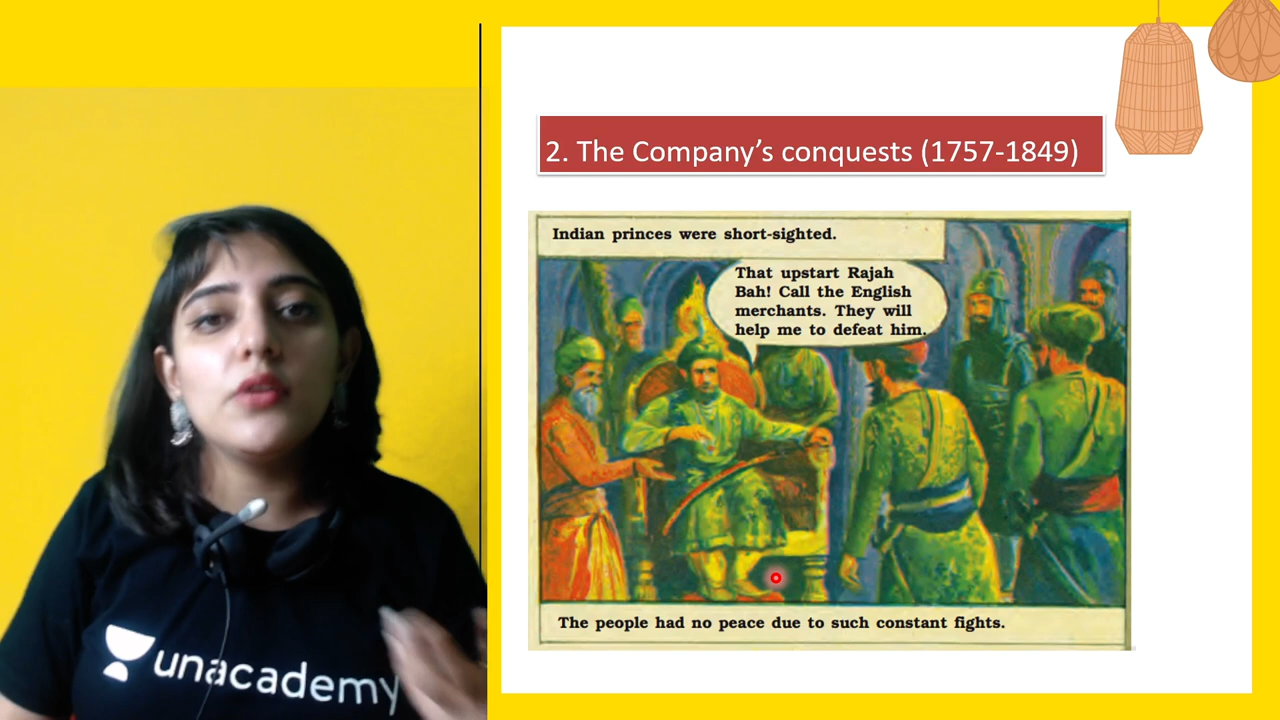 2. The Company’s conquests (1757-1849)
Indian princes were short-sighted.
That upstart Rajah
Bah! Call the English
merchants. They will
help me to defeat him.
The people had no peace due to such constant fights.
unacademy